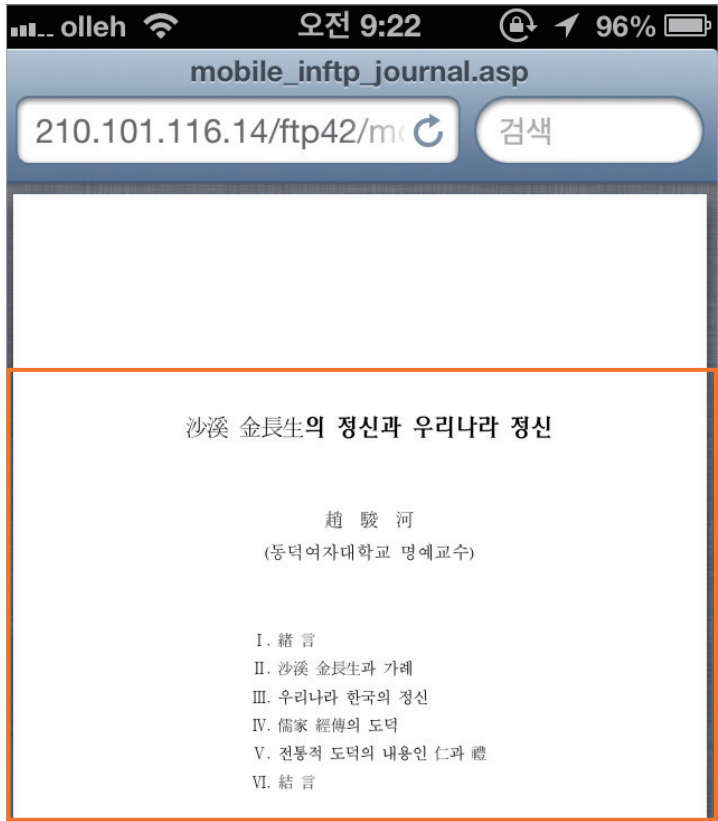 olleh 오전 9:22 96%
mobile_inftp_journal.asp
210.101.116.14/ftp42/m 검색
沙溪 金長生의 정신과 우리나라 정신
趙 駿 河
(동덕여자대학교 명예교수)
Ⅰ. 緖 言
Ⅱ. 沙溪 金長生과 가례
Ⅲ. 우리나라 한국의 정신
Ⅳ. 儒家 經傳의 도덕
Ⅴ. 전통적 도덕의 내용인 仁과 禮
Ⅵ. 結 言